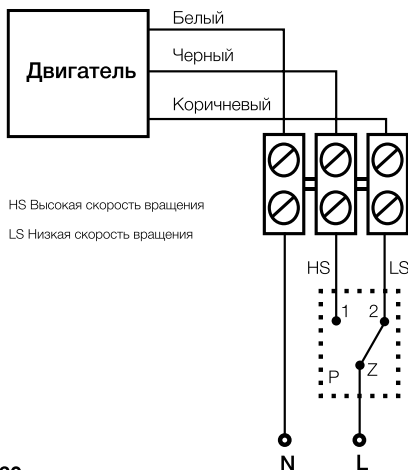 Белый
Черный
Двигатель
Коричневый
HS Высокая скорость вращения
LS Низкая скорость вращения
HS LS
1 2
P Z
N L